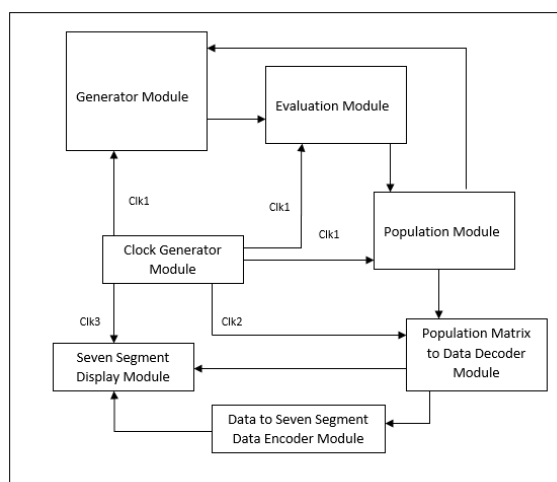 Generator Module
Evaluation Module
Clk1
Clk1
Clk1
Population Module
Clock Generator
Module
Clk3
Clk2
Population Matrix
to Data Decoder
Module
Seven Segment
Display Module
Data to Seven Segment
Data Encoder Module